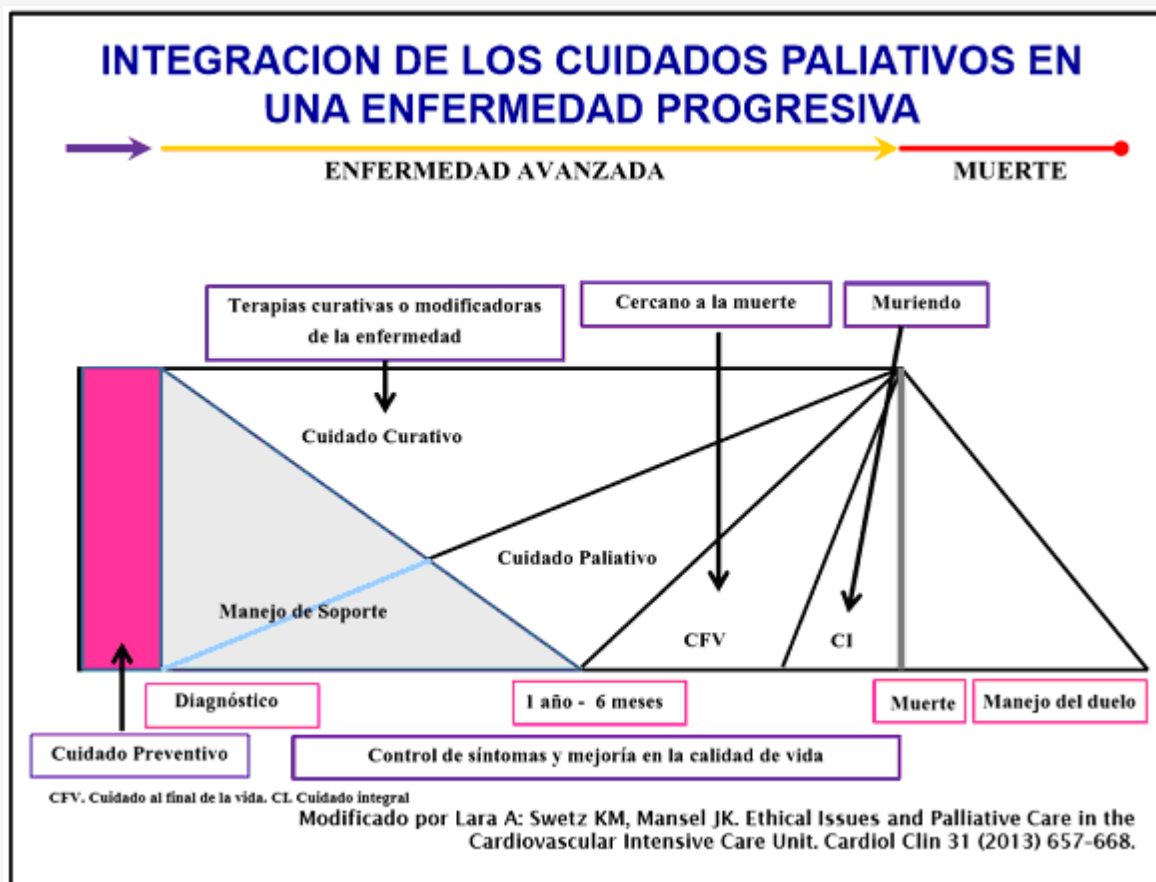 INTEGRACION DE LOS CUIDADOS PALIATIVOS EN
UNA ENFERMEDAD PROGRESIVA
ENFERMEDAD AVANZADA
MUERTE
Terapias curativas o modificadoras
de la enfermedad
Cercano a la muerte
Muriendo
Cuidado Curativo
Cuidado Paliativo
Manejo de Soporte
CFV
CI
Diagnóstico
1 año - 6 meses
Muerte
Manejo del duelo
Cuidado Preventivo
Control de síntomas y mejoría en la calidad de vida
CFV. Cuidado al final de la vida. CI. Cuidado integral
Modificado por Lara A: Swetz KM, Mansel JK. Ethical Issues and Palliative Care in the
Cardiovascular Intensive Care Unit. Cardiol Clin 31 (2013) 657-668.